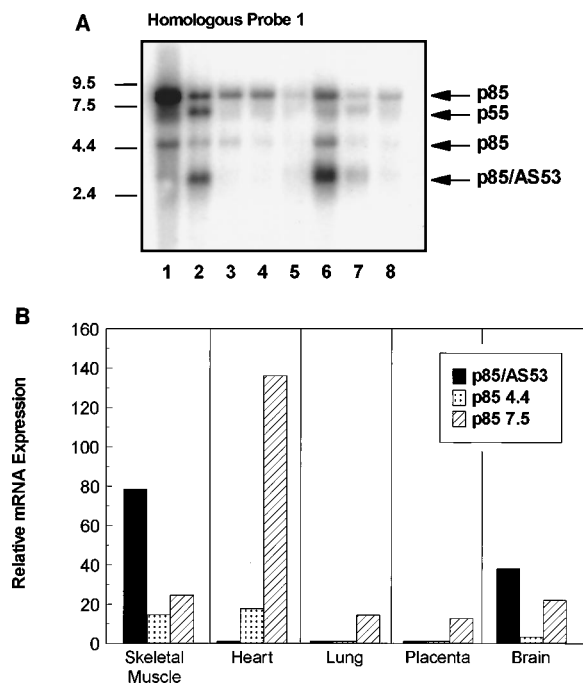 A
Homologous Probe 1
9.5
7.5
4.4
2.4
p85
p55
p85
p85/AS53
1 2 3 4 5 6 7 8
B
Relative mRNA Expression
160
140
120
100
80
60
40
20
0
p85/AS53
p85 4.4
p85 7.5
Skeletal Muscle
Heart
Lung
Placenta
Brain